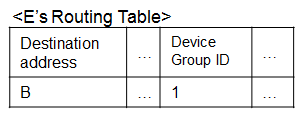 <E's Routing Table>
Destination address ... Device Group ID ...
B ... 1 ...